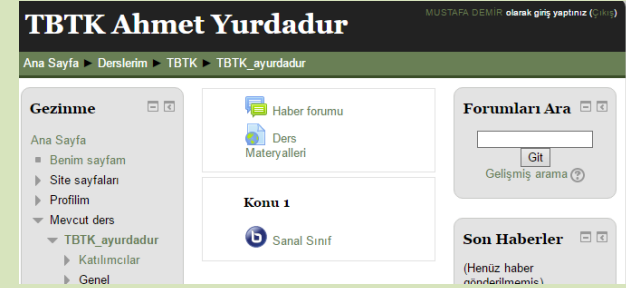 TBTK Ahmet Yurdadur
MUSTAFA DEMİR olarak giriş yaptınız (Çıkış)
Ana Sayfa ► Derslerim ► TBTK ► TBTK_ayurdadur
Gezinme
Ana Sayfa
Benim sayfam
Site sayfaları
Profilim
Mevcut ders
TBTK_ayurdadur
Katılımcılar
Genel
Haber forumu
Ders
Materyalleri
Konu 1
Sanal Sınıf
Forumları Ara
Git
Gelişmiş arama
Son Haberler
(Henüz haber
gönderilmemiş)